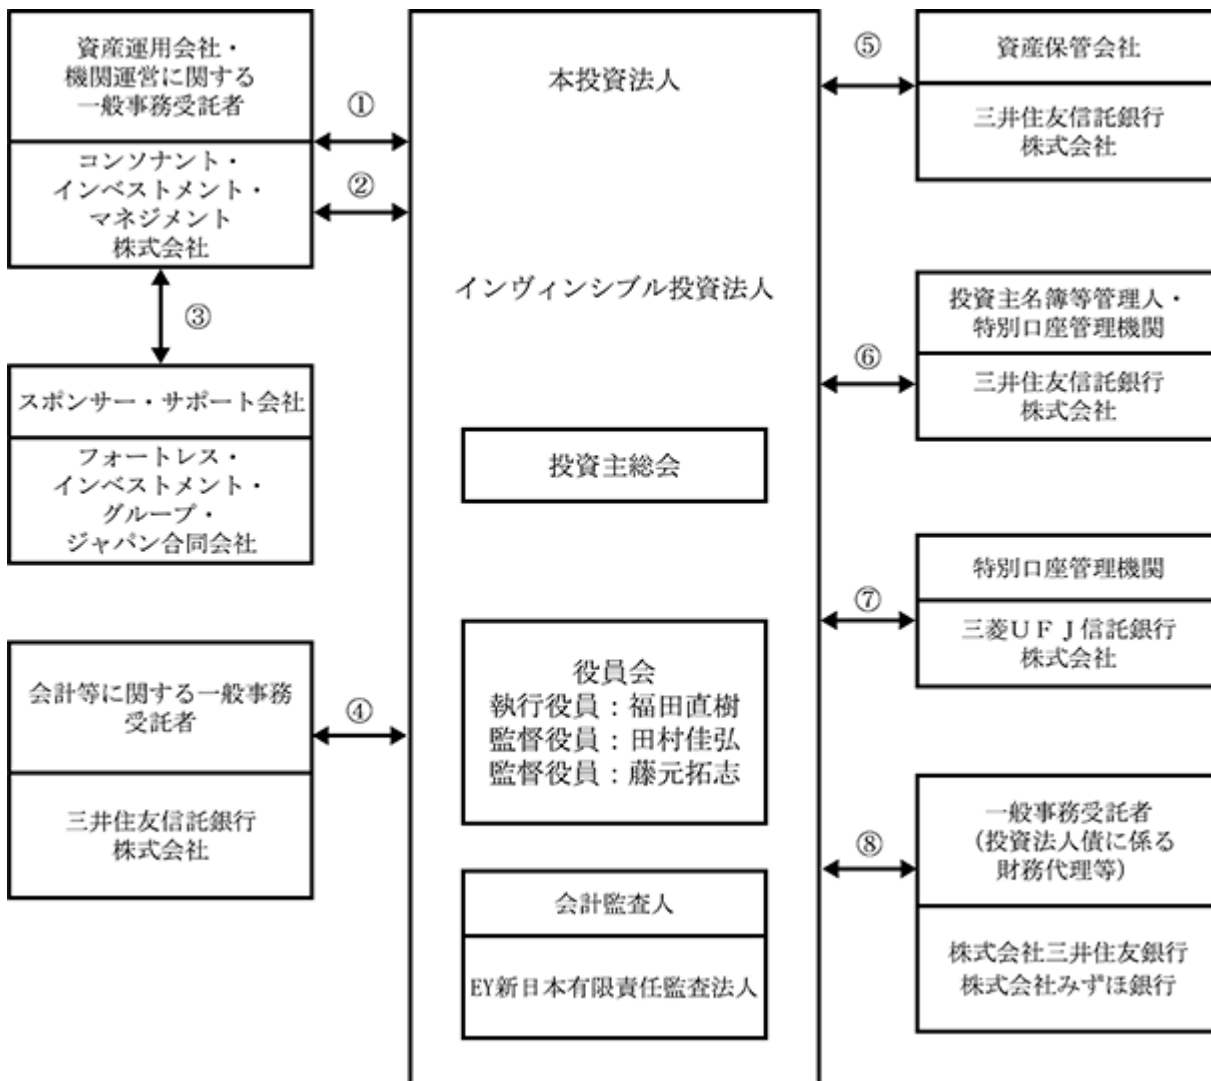 資産運用会社・
機関運営に関する
一般事務受託者
コンソナント・
インベストメント・
マネジメント
株式会社
①
②
③
スポンサー・サポート会社
フォートレス・
インベストメント・
グループ・
ジャパン合同会社
会計等に関する一般事務
受託者
三井住友信託銀行
株式会社
④
本投資法人
インヴィンシブル投資法人
投資主総会
役員会
執行役員：福田直樹
監督役員：田村佳弘
監督役員：藤元拓志
会計監査人
EY新日本有限責任監査法人
⑤
資産保管会社
三井住友信託銀行
株式会社
⑥
投資主名簿等管理人・
特別口座管理機関
三井住友信託銀行
株式会社
⑦
特別口座管理機関
三菱ＵＦＪ信託銀行
株式会社
⑧
一般事務受託者
（投資法人債に係る
財務代理等）
株式会社三井住友銀行
株式会社みずほ銀行